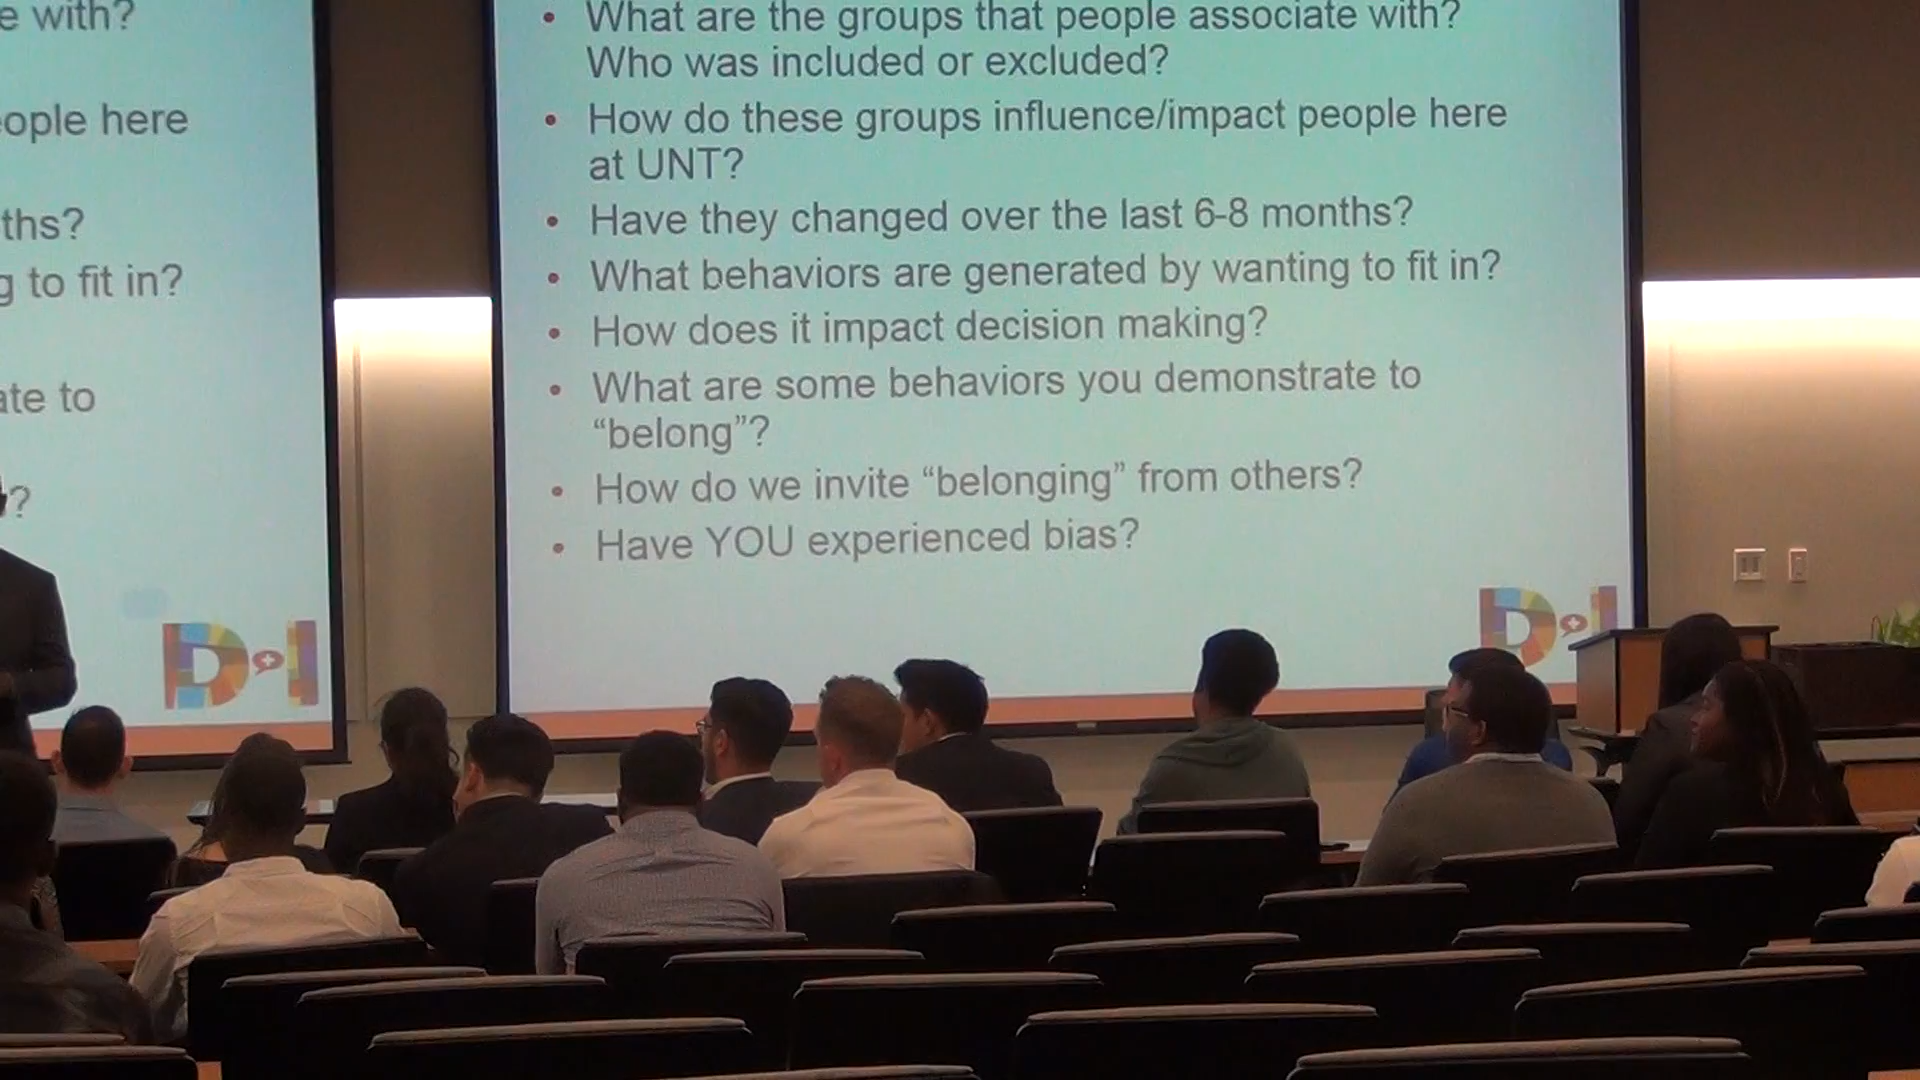 e with?
ople here
ths?
g to fit in?
ate to
?
D I
• What are the groups that people associate with?
Who was included or excluded?
• How do these groups influence/impact people here
at UNT?
• Have they changed over the last 6-8 months?
• What behaviors are generated by wanting to fit in?
• How does it impact decision making?
• What are some behaviors you demonstrate to
“belong”?
• How do we invite “belonging” from others?
• Have YOU experienced bias?
D I